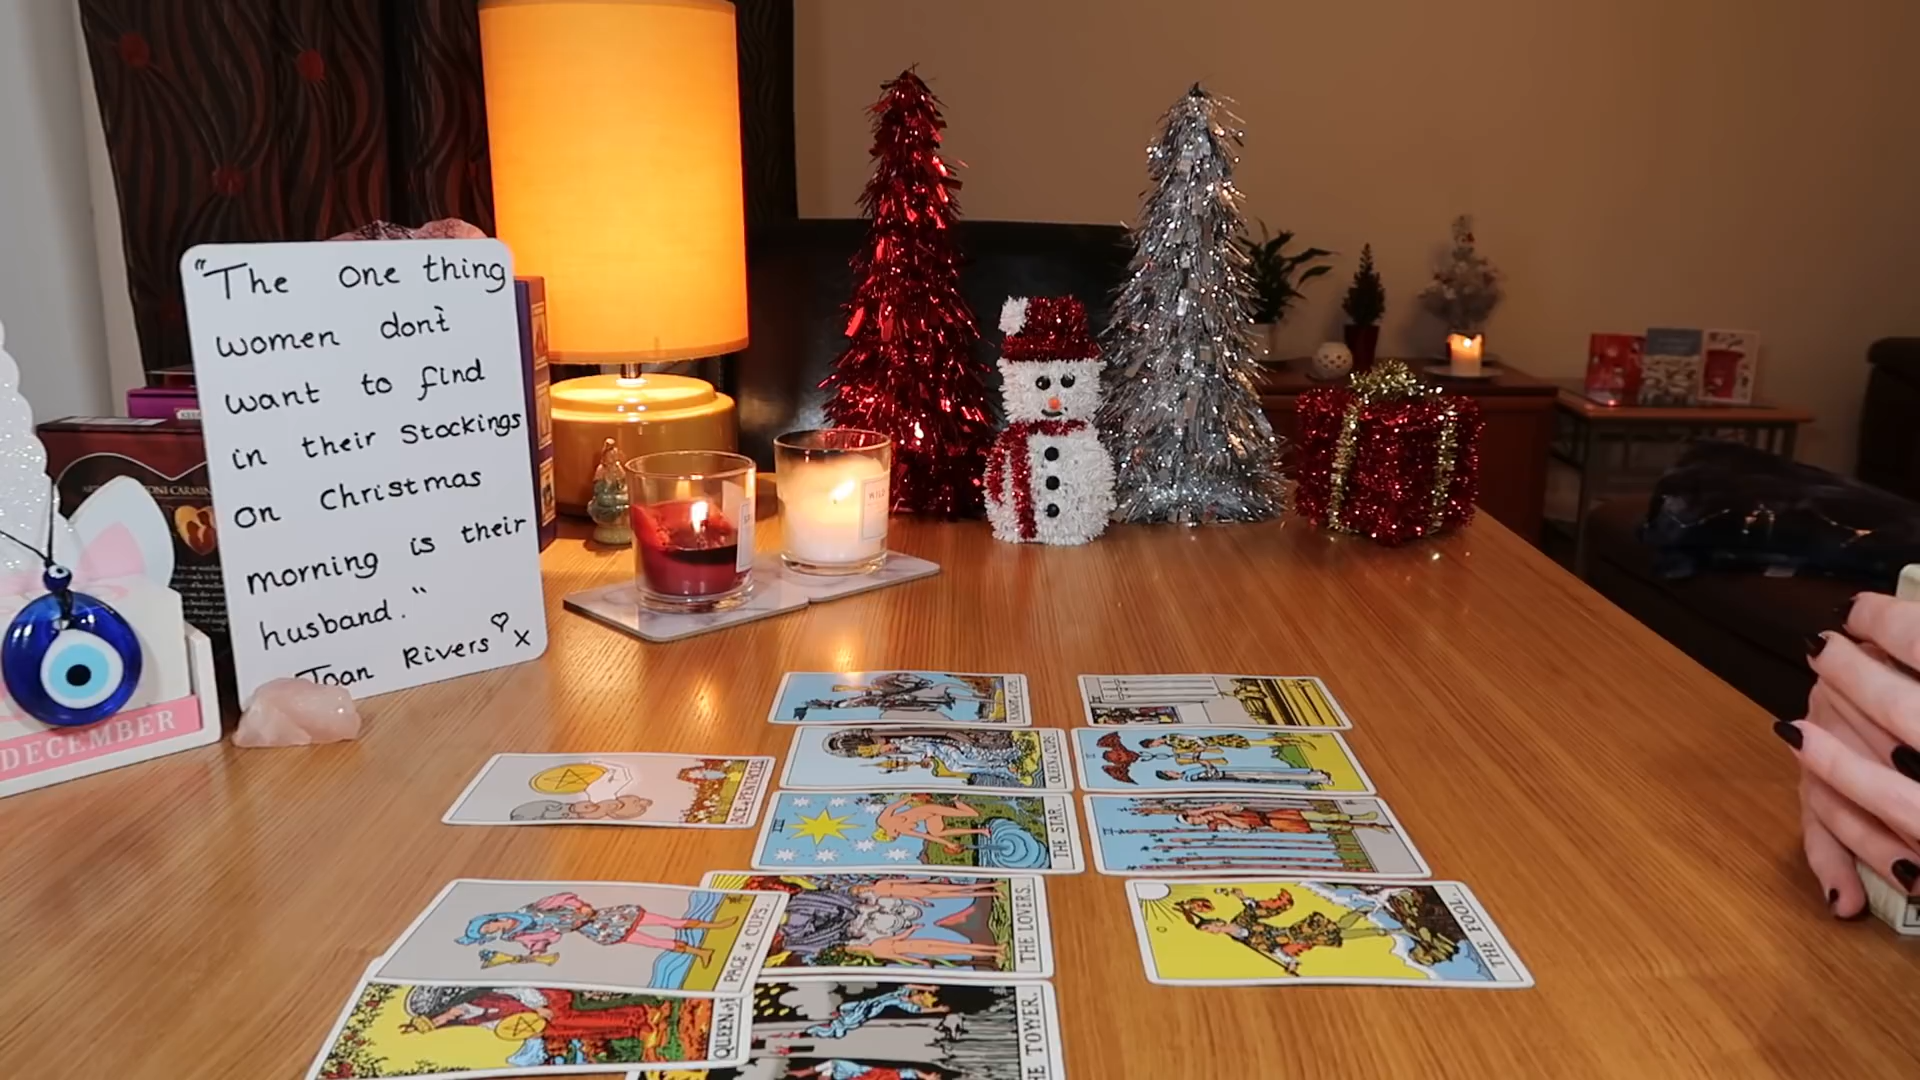 "The One thing
women don't
want to find
in their Stockings
on Christmas
morning is their
husband."
Joan Rivers ♡ x
DECEMBER
KNIGHT of CUPS.
QUEEN of CUPS.
ACE of PENTACLES.
THE STAR.
PAGE of CUPS.
THE LOVERS.
THE FOOL.
QUEEN of
THE TOWER.